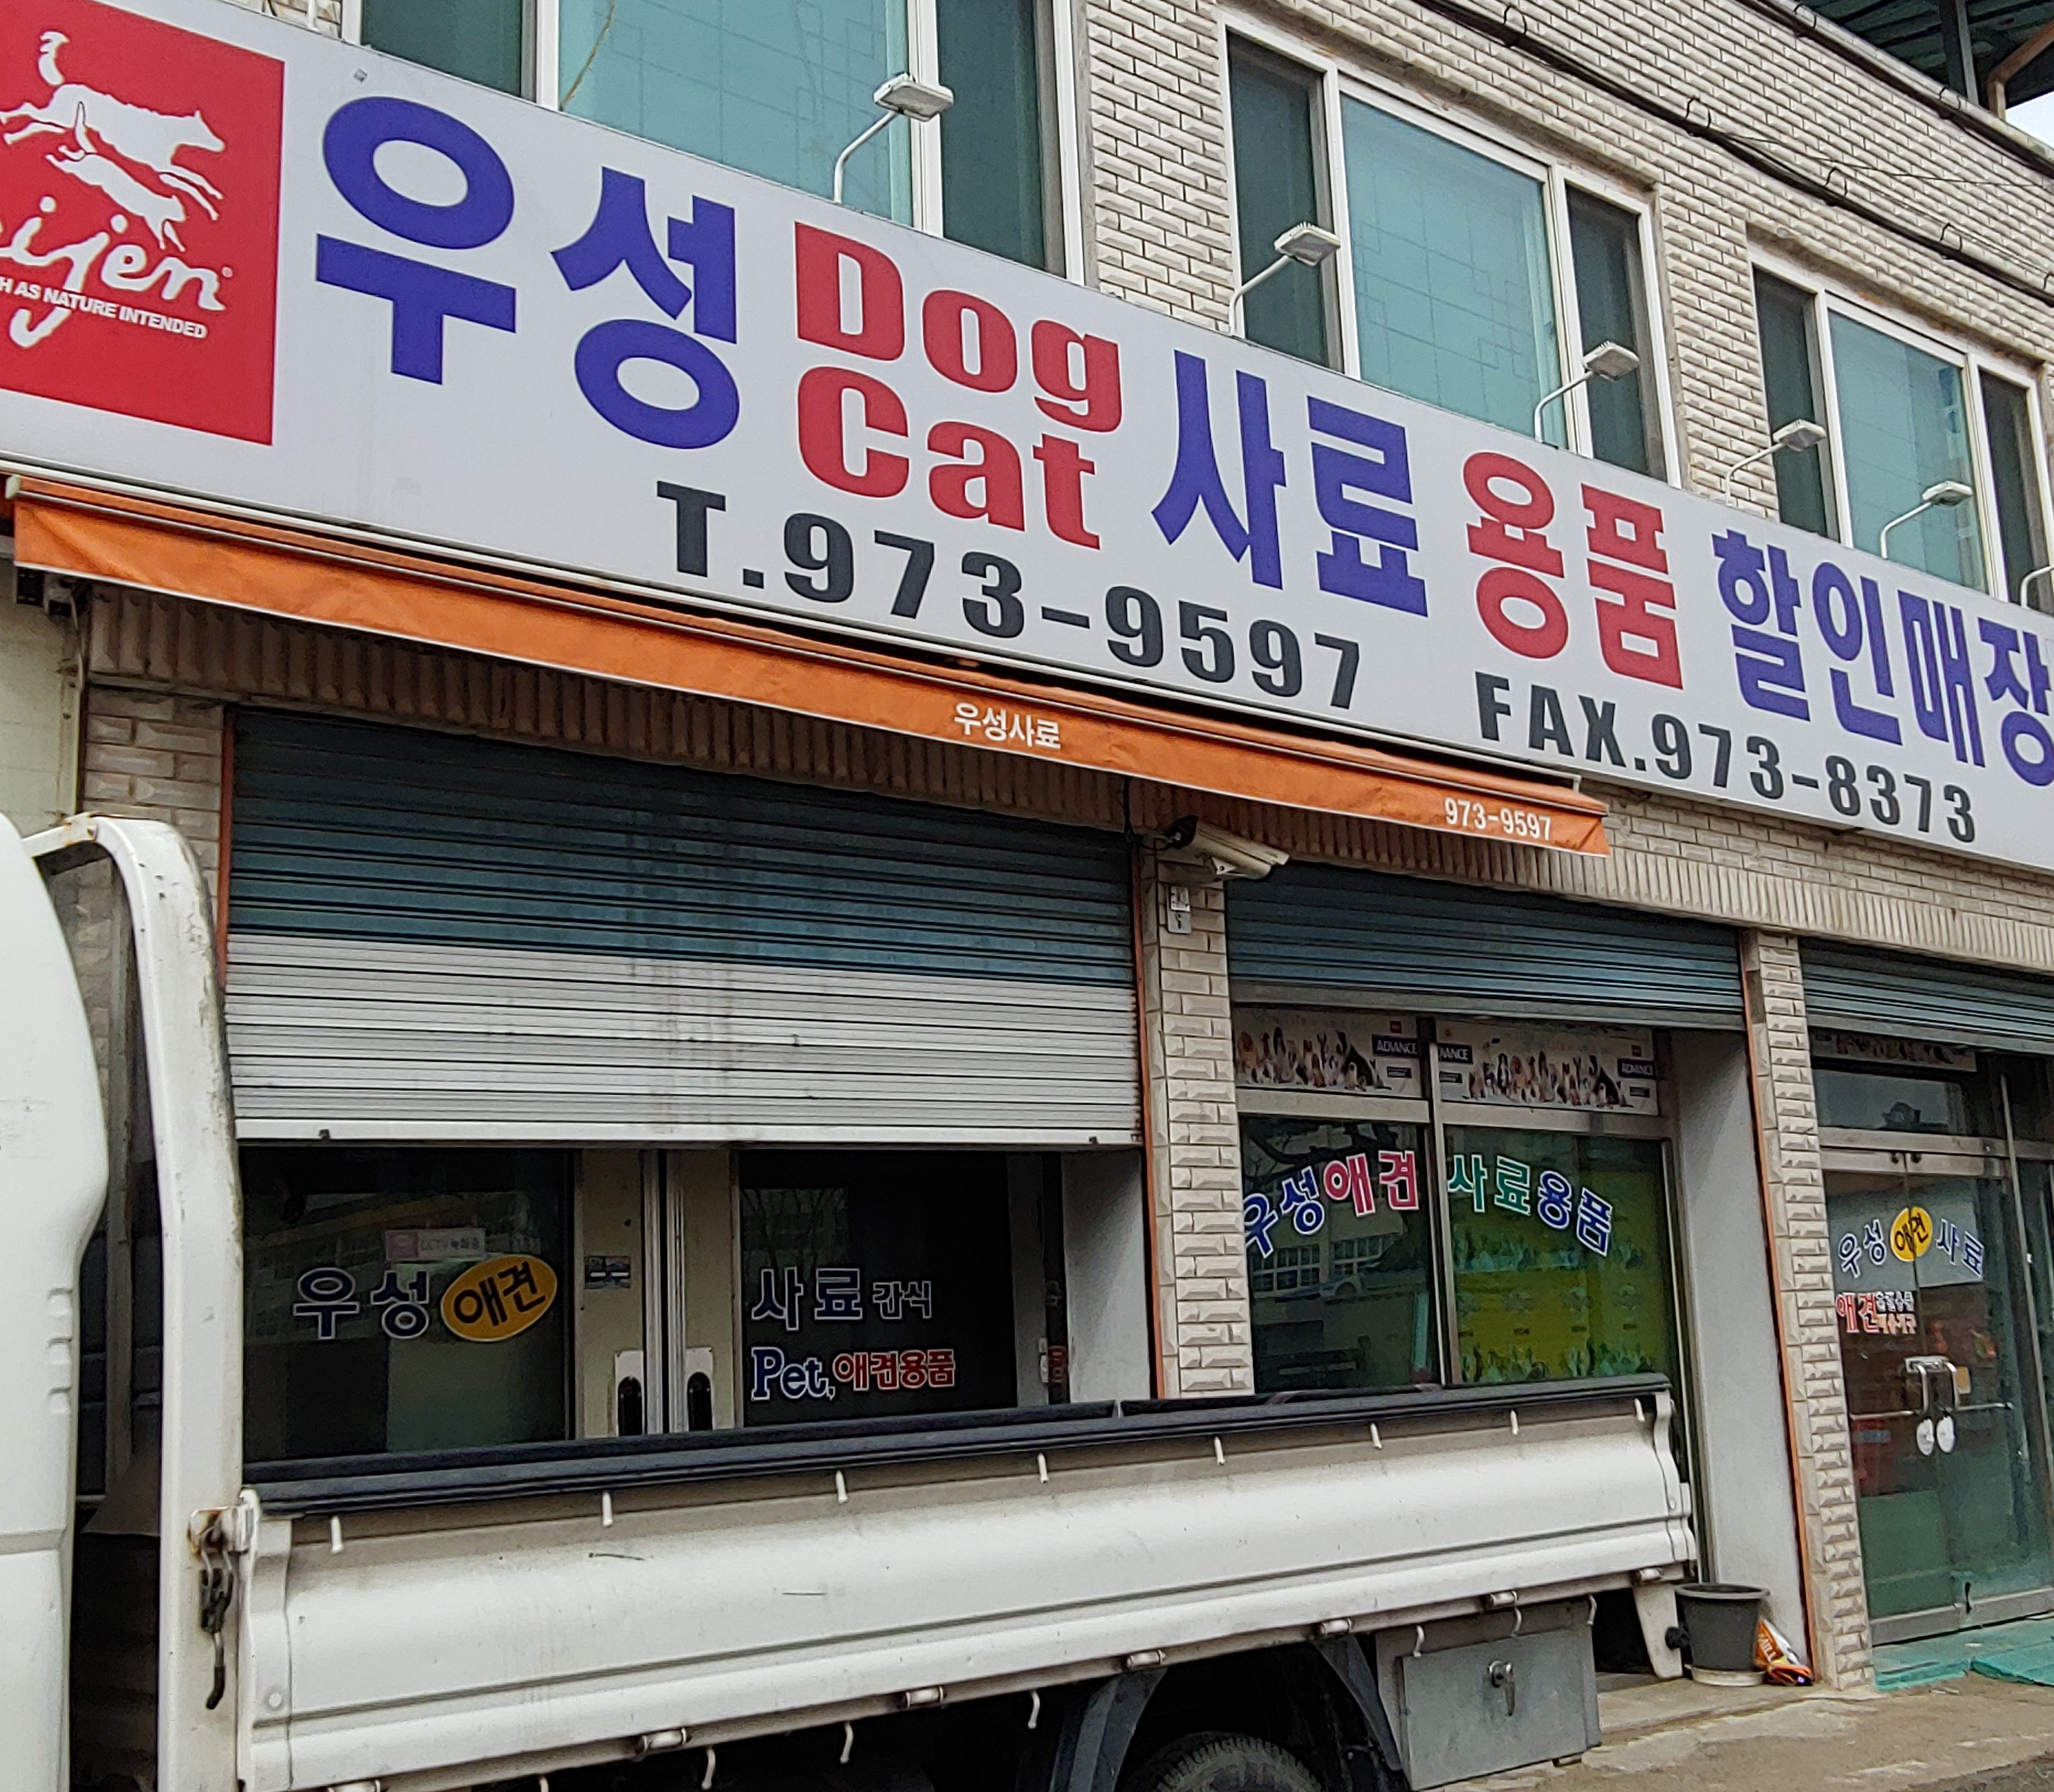 우성 Dog Cat 사료 용품 할인매장
T.973-9597 FAX.973-8373
AS NATURE INTENDED
우성사료
973-9597
ADVANCE
ADVANCE
우성애견 사료용품
우성 애견
사료 간식
Pet, 애견용품
우성 애견 사료
애견